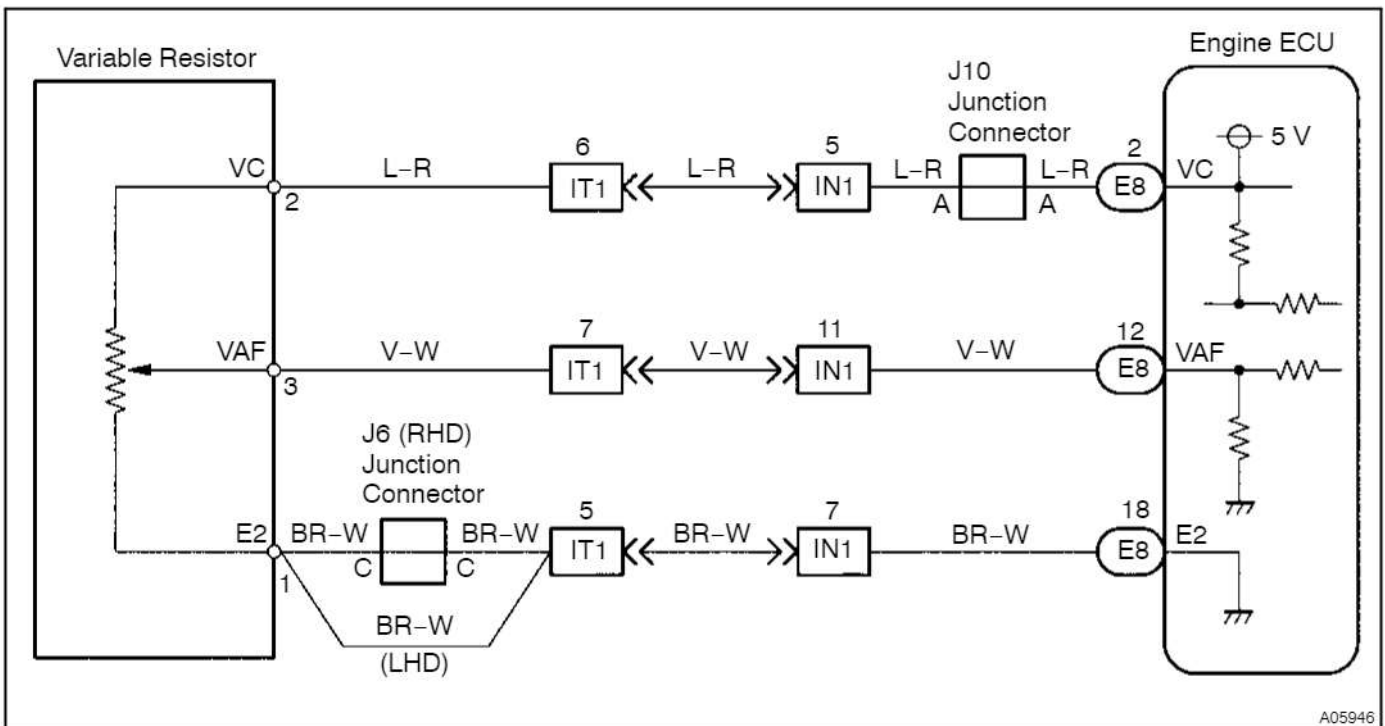 Variable Resistor
Engine ECU
J10
Junction
Connector
5 V
VC
2
L–R
6
IT1
L–R
5
IN1
L–R
A
L–R
A
2
E8
VC
VAF
3
V–W
7
IT1
V–W
11
IN1
V–W
12
E8
VAF
J6 (RHD)
Junction
Connector
E2
1
BR–W
C
BR–W
C
5
IT1
BR–W
7
IN1
BR–W
18
E8
E2
BR–W
(LHD)
A05946